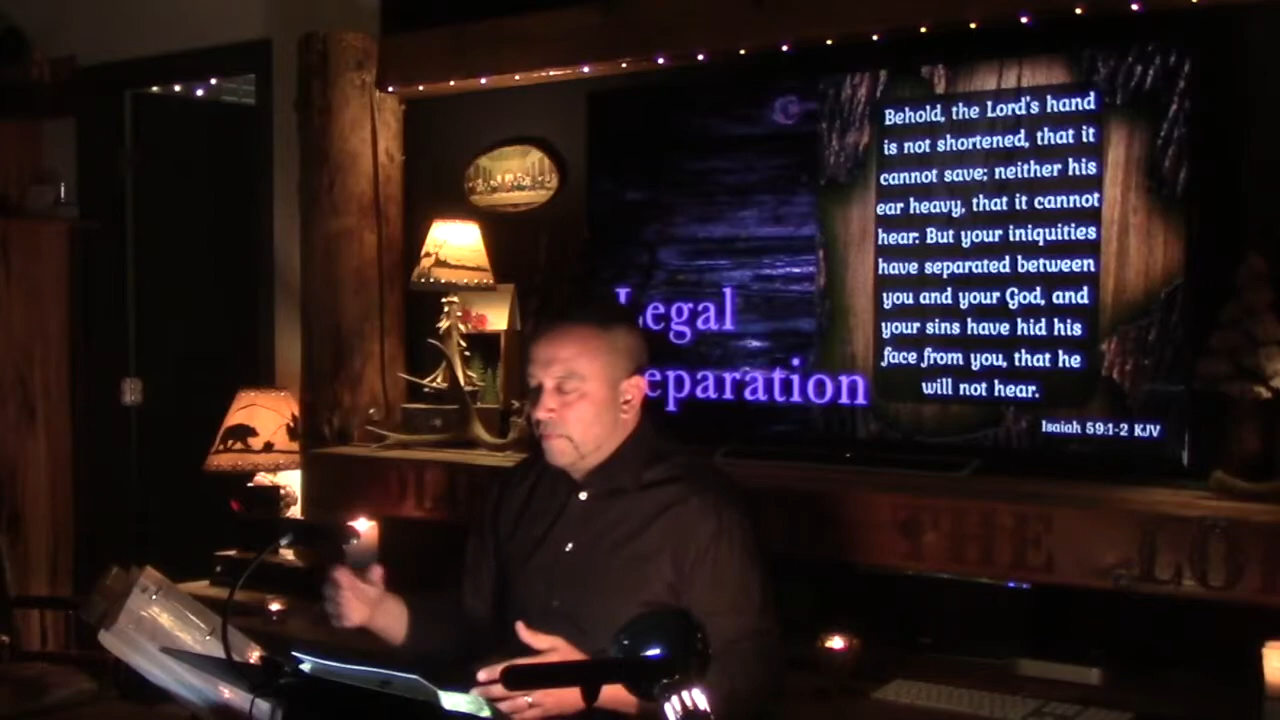 Legal
eparation
Behold, the Lord's hand
is not shortened, that it
cannot save; neither his
ear heavy, that it cannot
hear: But your iniquities
have separated between
you and your God, and
your sins have hid his
face from you, that he
will not hear.
Isaiah 59:1-2 KJV
THE LO